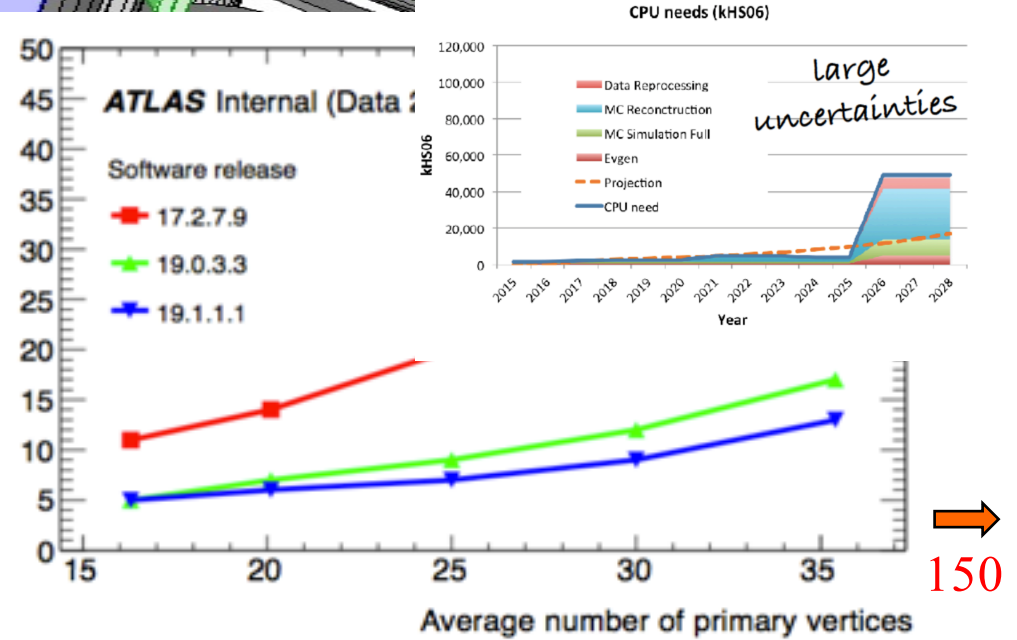 CPU needs (kHS06)
120,000
100,000
80,000
60,000
40,000
20,000
0
kHS06
Data Reprocessing
MC Reconstruction
MC Simulation Full
Evgen
Projection
CPU need
large
uncertainties
2015 2016 2017 2018 2019 2020 2021 2022 2023 2024 2025 2026 2027 2028
Year
50
45
40
35
30
25
20
15
10
5
0
ATLAS Internal (Data
Software release
17.2.7.9
19.0.3.3
19.1.1.1
15 20 25 30 35
Average number of primary vertices
150